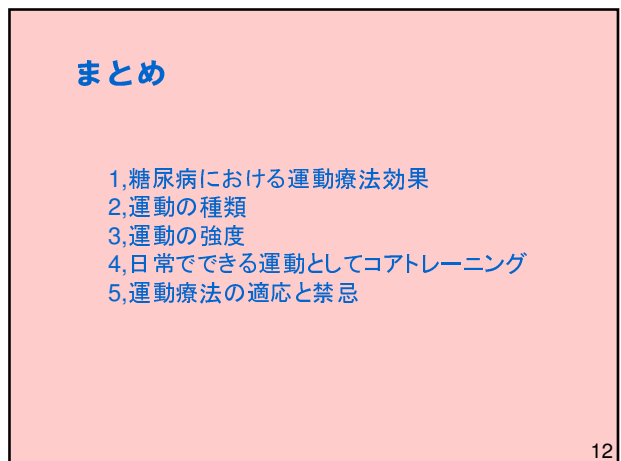 まとめ
1,糖尿病における運動療法効果
2,運動の種類
3,運動の強度
4,日常でできる運動としてコアトレーニング
5,運動療法の適応と禁忌
12